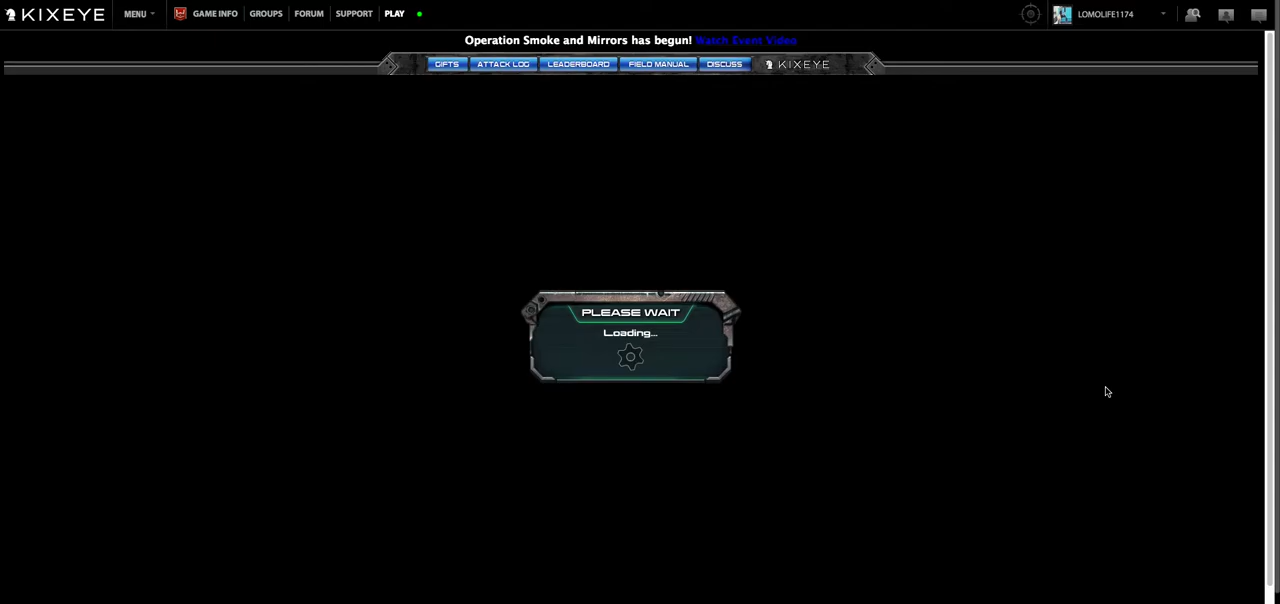 KIXEYE MENU GAME INFO GROUPS FORUM SUPPORT PLAY LOMOLIFE1174
Operation Smoke and Mirrors has begun! Watch Event Video
GIFTS ATTACK LOG LEADERBOARD FIELD MANUAL DISCUSS KIXEYE
PLEASE WAIT
Loading...